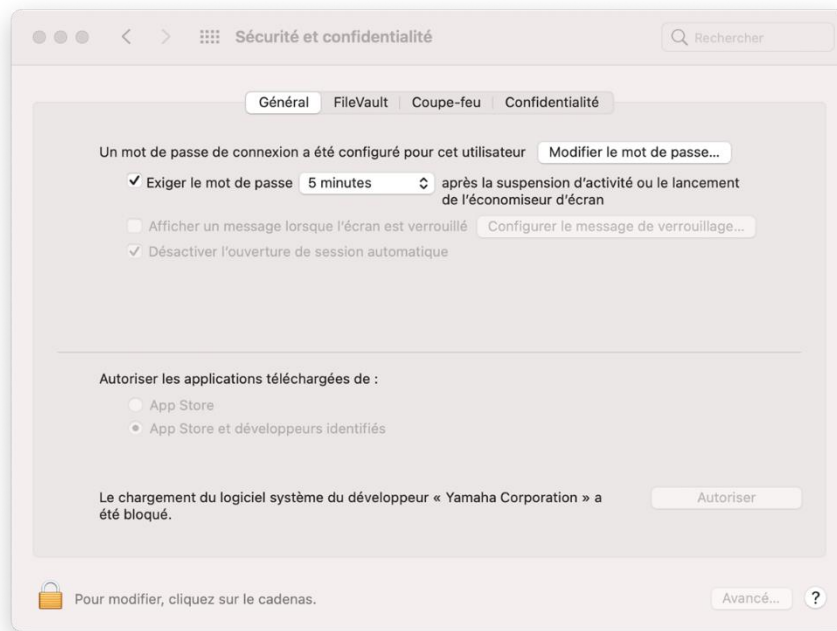 Sécurité et confidentialité
Rechercher
Général FileVault Coupe-feu Confidentialité
Un mot de passe de connexion a été configuré pour cet utilisateur Modifier le mot de passe...
Exiger le mot de passe 5 minutes après la suspension d'activité ou le lancement
de l'économiseur d'écran
Afficher un message lorsque l'écran est verrouillé Configurer le message de verrouillage...
Désactiver l'ouverture de session automatique
Autoriser les applications téléchargées de :
App Store
App Store et développeurs identifiés
Le chargement du logiciel système du développeur « Yamaha Corporation » a Autoriser
été bloqué.
Pour modifier, cliquez sur le cadenas. Avancé... ?